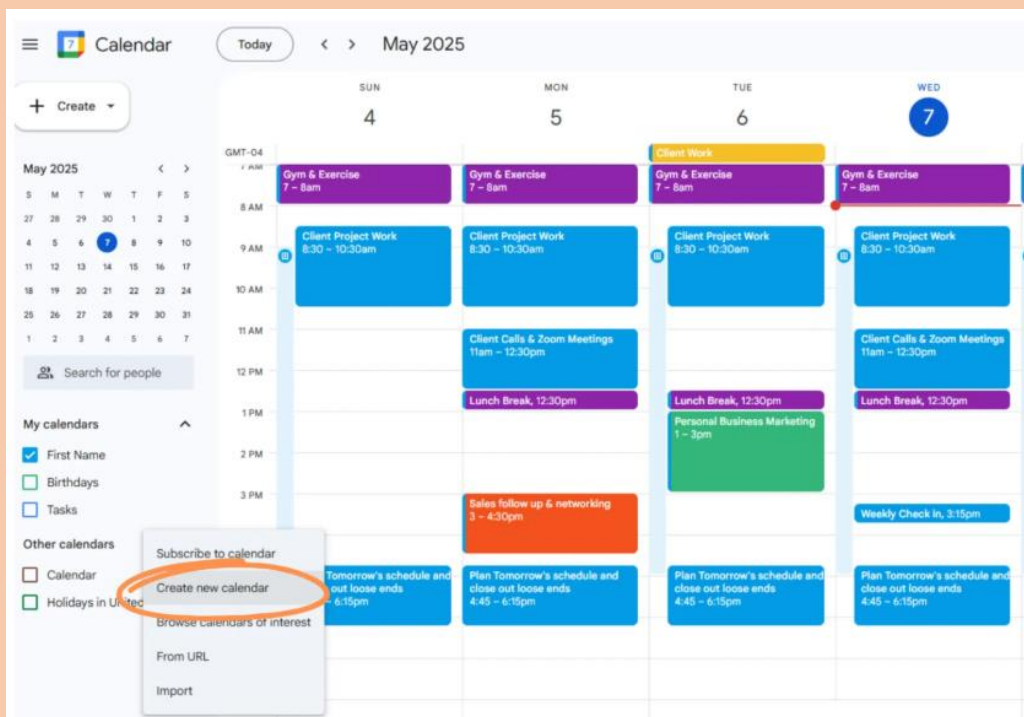 7 Calendar Today May 2025
Create
SUN MON TUE WED
4 5 6 7
GMT-04
Client Work
May 2025
S M T W T F S
27 28 29 30 1 2 3
4 5 6 7 8 9 10
11 12 13 14 15 16 17
18 19 20 21 22 23 24
25 26 27 28 29 30 31
1 2 3 4 5 6 7
Search for people
My calendars
First Name
Birthdays
Tasks
Other calendars
Calendar
Holidays in United
Subscribe to calendar
Create new calendar
Browse calendars of interest
From URL
Import
7 AM
8 AM
9 AM
10 AM
11 AM
12 PM
1 PM
2 PM
3 PM
Gym & Exercise
7 – 8am
Client Project Work
8:30 – 10:30am
Tomorrow's schedule and
out loose ends
– 6:15pm
Gym & Exercise
7 – 8am
Client Project Work
8:30 – 10:30am
Client Calls & Zoom Meetings
11am – 12:30pm
Lunch Break, 12:30pm
Sales follow up & networking
3 – 4:30pm
Plan Tomorrow's schedule and
close out loose ends
4:45 – 6:15pm
Gym & Exercise
7 – 8am
Client Project Work
8:30 – 10:30am
Lunch Break, 12:30pm
Personal Business Marketing
1 – 3pm
Plan Tomorrow's schedule and
close out loose ends
4:45 – 6:15pm
Gym & Exercise
7 – 8am
Client Project Work
8:30 – 10:30am
Client Calls & Zoom Meetings
11am – 12:30pm
Lunch Break, 12:30pm
Weekly Check in, 3:15pm
Plan Tomorrow's schedule and
close out loose ends
4:45 – 6:15pm